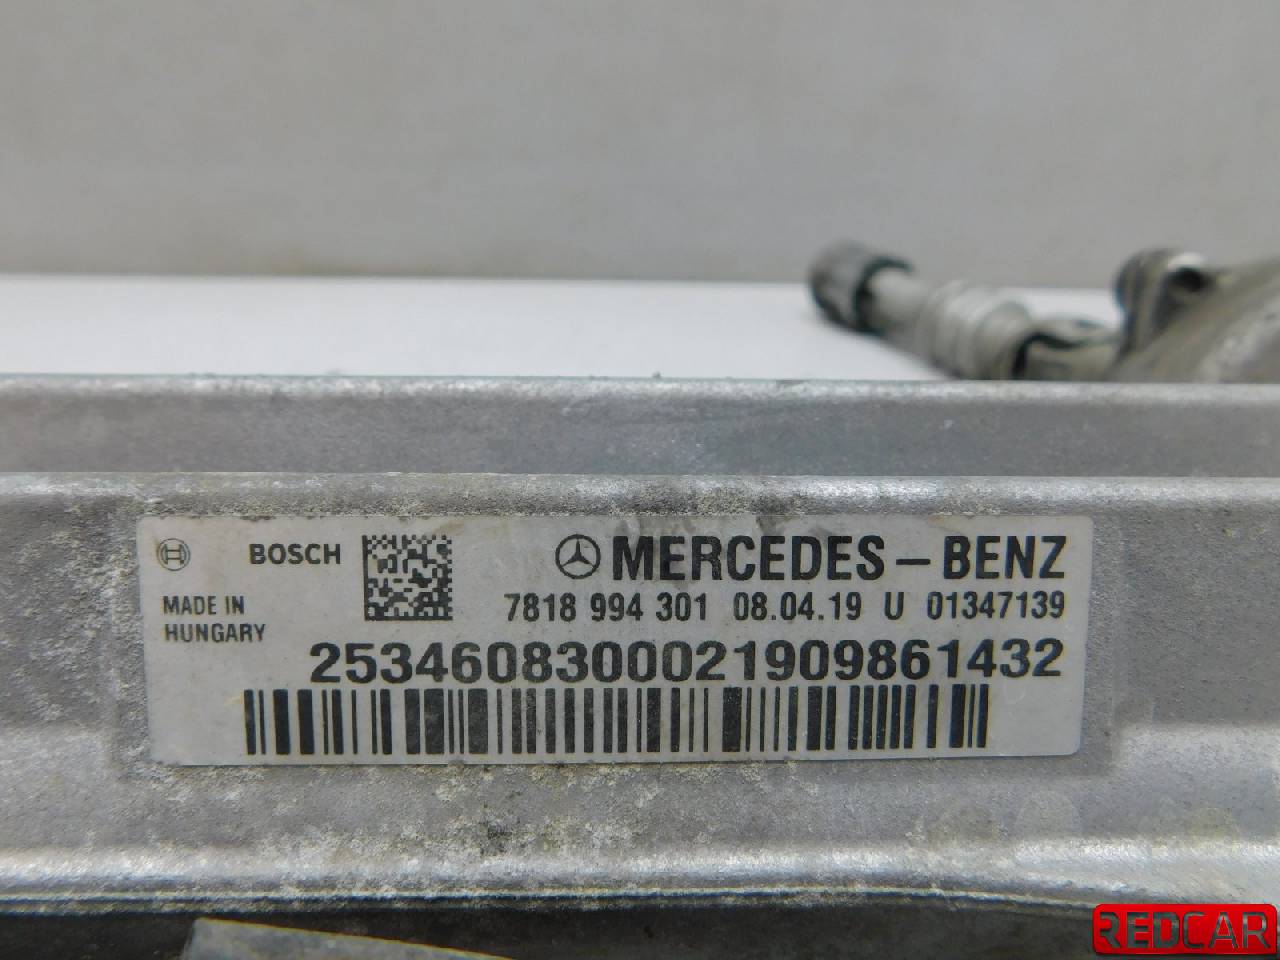 BOSCH
MERCEDES-BENZ
MADE IN
HUNGARY
7818 994 301 08.04.19 U 01347139
2534608300021909861432
REDCAR